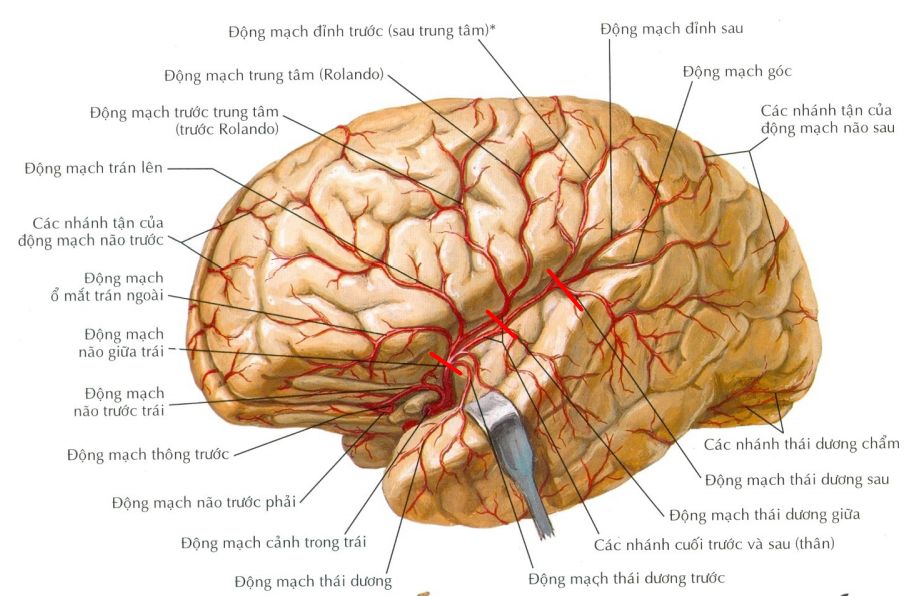 Động mạch đỉnh trước (sau trung tâm)*
Động mạch đỉnh sau
Động mạch trung tâm (Rolando)
Động mạch góc
Động mạch trước trung tâm
(trước Rolando)
Các nhánh tận của
động mạch não sau
Động mạch trán lên
Các nhánh tận của
động mạch não trước
Động mạch
ổ mắt trán ngoài
Động mạch
não giữa trái
Động mạch
não trước trái
Động mạch thông trước
Động mạch não trước phải
Động mạch cảnh trong trái
Động mạch thái dương
Các nhánh thái dương chẩm
Động mạch thái dương sau
Động mạch thái dương giữa
Các nhánh cuối trước và sau (thân)
Động mạch thái dương trước